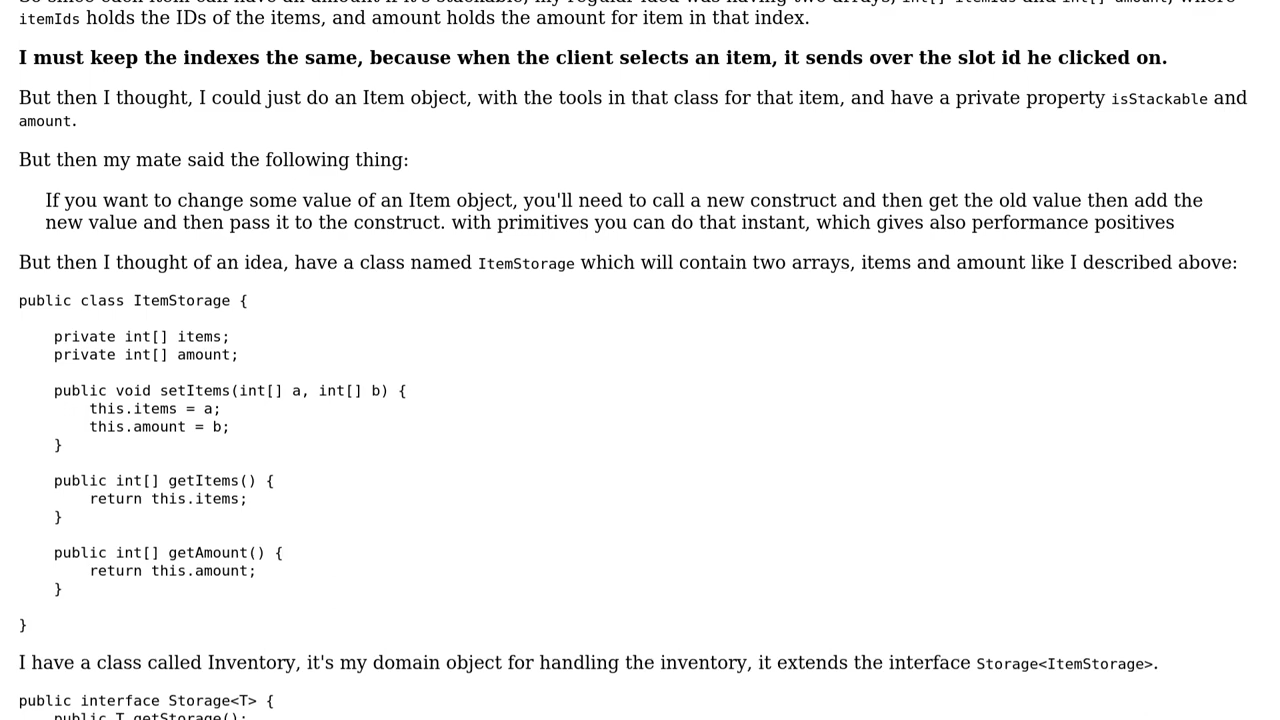 itemIds holds the IDs of the items, and amount holds the amount for item in that index.
I must keep the indexes the same, because when the client selects an item, it sends over the slot id he clicked on.
But then I thought, I could just do an Item object, with the tools in that class for that item, and have a private property isStackable and
amount.
But then my mate said the following thing:
If you want to change some value of an Item object, you'll need to call a new construct and then get the old value then add the
new value and then pass it to the construct. with primitives you can do that instant, which gives also performance positives
But then I thought of an idea, have a class named ItemStorage which will contain two arrays, items and amount like I described above:
public class ItemStorage {
    private int[] items;
    private int[] amount;
    public void setItems(int[] a, int[] b) {
        this.items = a;
        this.amount = b;
    }
    public int[] getItems() {
        return this.items;
    }
    public int[] getAmount() {
        return this.amount;
    }
}
I have a class called Inventory, it's my domain object for handling the inventory, it extends the interface Storage<ItemStorage>.
public interface Storage<T> {
    public T getStorage();